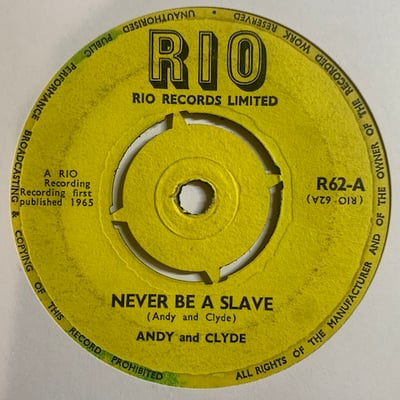 RIO
RIO RECORDS LIMITED
A RIO
Recording
Recording first
published 1965
R62-A
(RIO 62A)
NEVER BE A SLAVE
(Andy and Clyde)
ANDY and CLYDE
ALL RIGHTS OF THE MANUFACTURER AND OF THE OWNER OF THE RECORDED WORK RESERVED
UNAUTHORISED PUBLIC PERFORMANCE BROADCASTING & COPYING OF THIS RECORD PROHIBITED